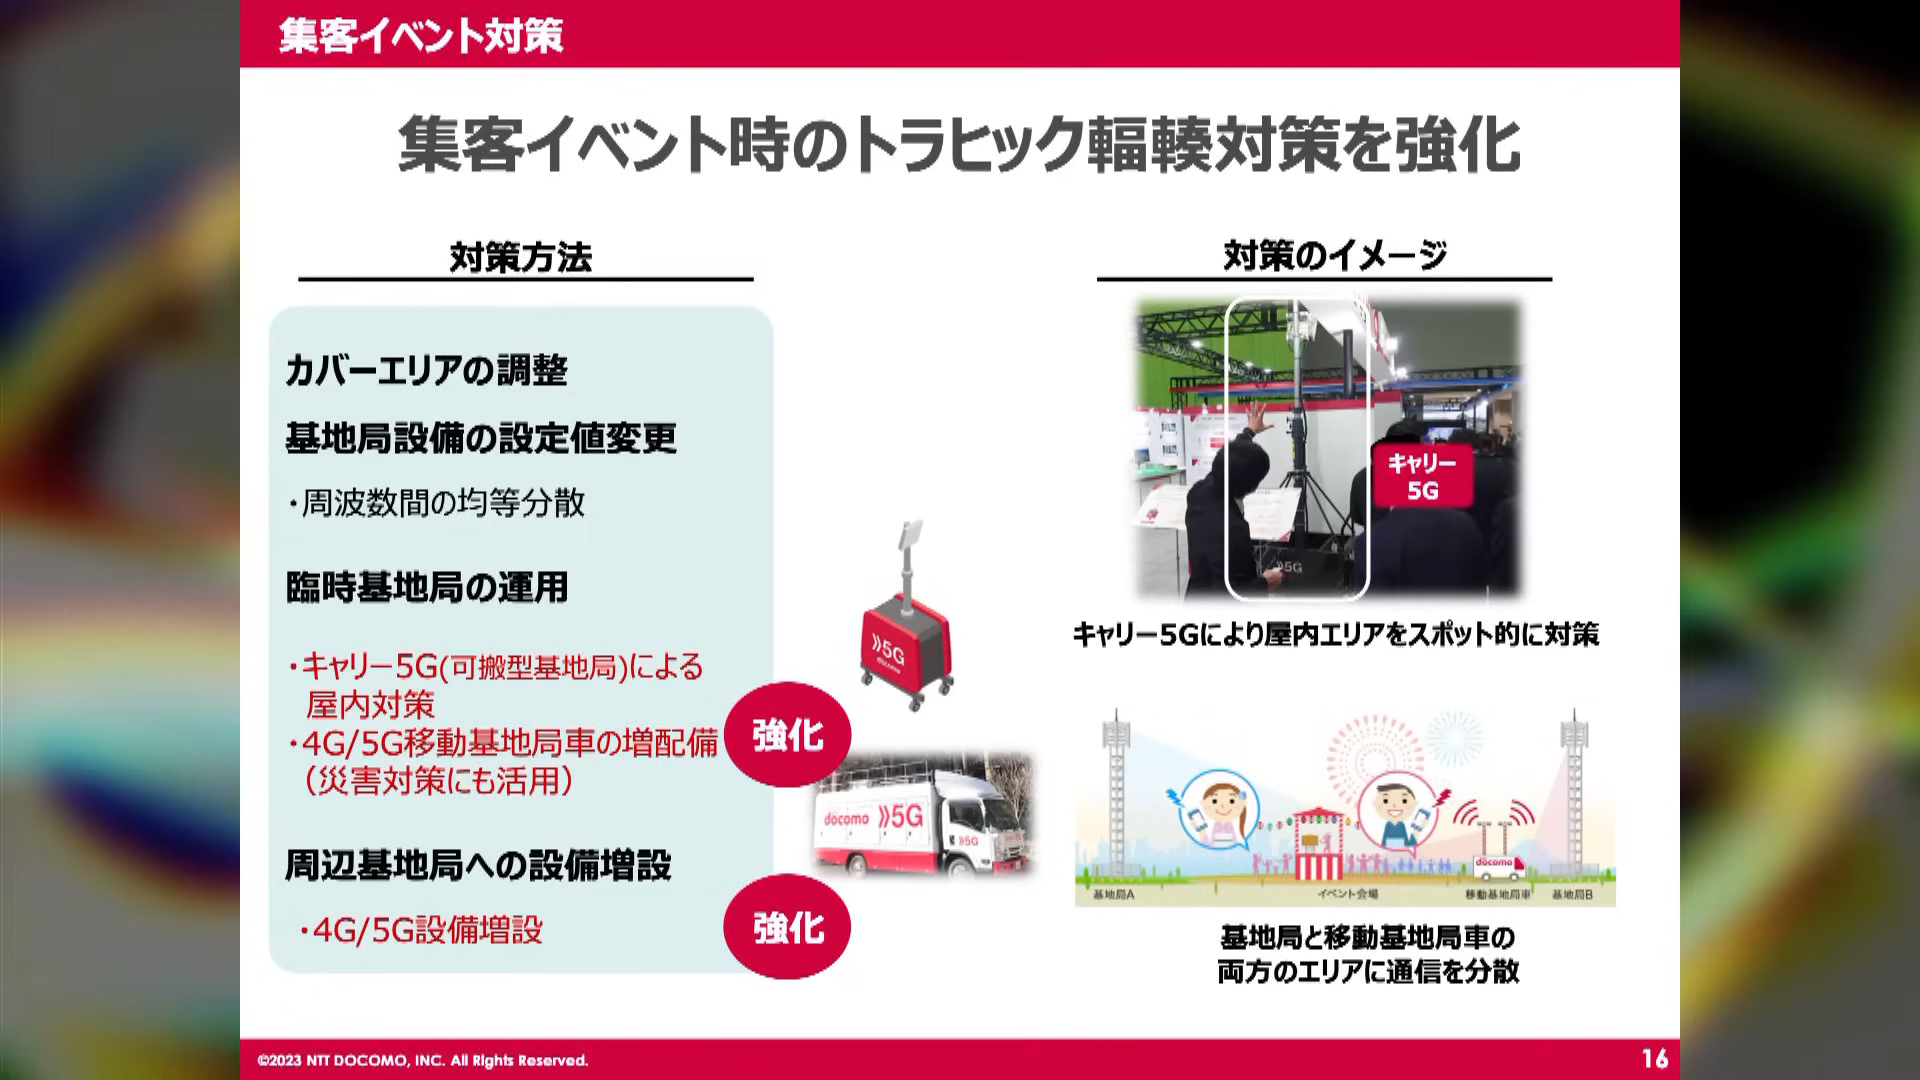 集客イベント対策
集客イベント時のトラヒック輻輳対策を強化
対策方法
カバーエリアの調整
基地局設備の設定値変更
・周波数間の均等分散
臨時基地局の運用
・キャリー5G(可搬型基地局)による
屋内対策
・4G/5G移動基地局車の増配備
（災害対策にも活用）
強化
周辺基地局への設備増設
・4G/5G設備増設
強化
5G
docomo
docomo 5G
5G
対策のイメージ
キャリー
5G
5G
キャリー5Gにより屋内エリアをスポット的に対策
docomo
基地局A
イベント会場
移動基地局車
基地局B
基地局と移動基地局車の
両方のエリアに通信を分散
©2023 NTT DOCOMO, INC. All Rights Reserved.
16